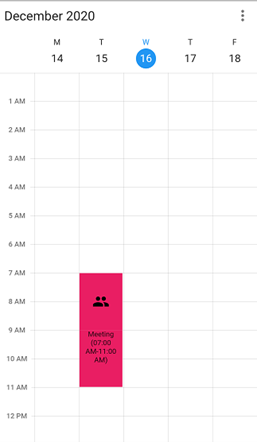 December 2020
M T W T F
14 15 16 17 18
1 AM
2 AM
3 AM
4 AM
5 AM
6 AM
7 AM
8 AM
9 AM
Meeting
(07:00
AM-11:00
AM)
10 AM
11 AM
12 PM